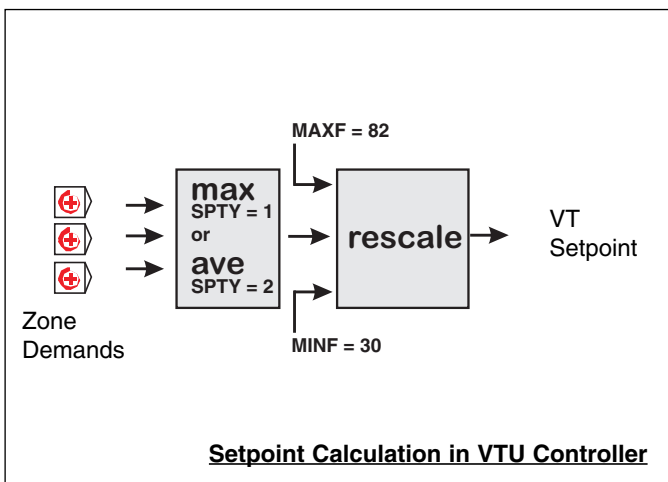 MAXF = 82
max
SPTY = 1
or
ave
SPTY = 2
rescale
VT
Setpoint
Zone
Demands
MINF = 30
Setpoint Calculation in VTU Controller